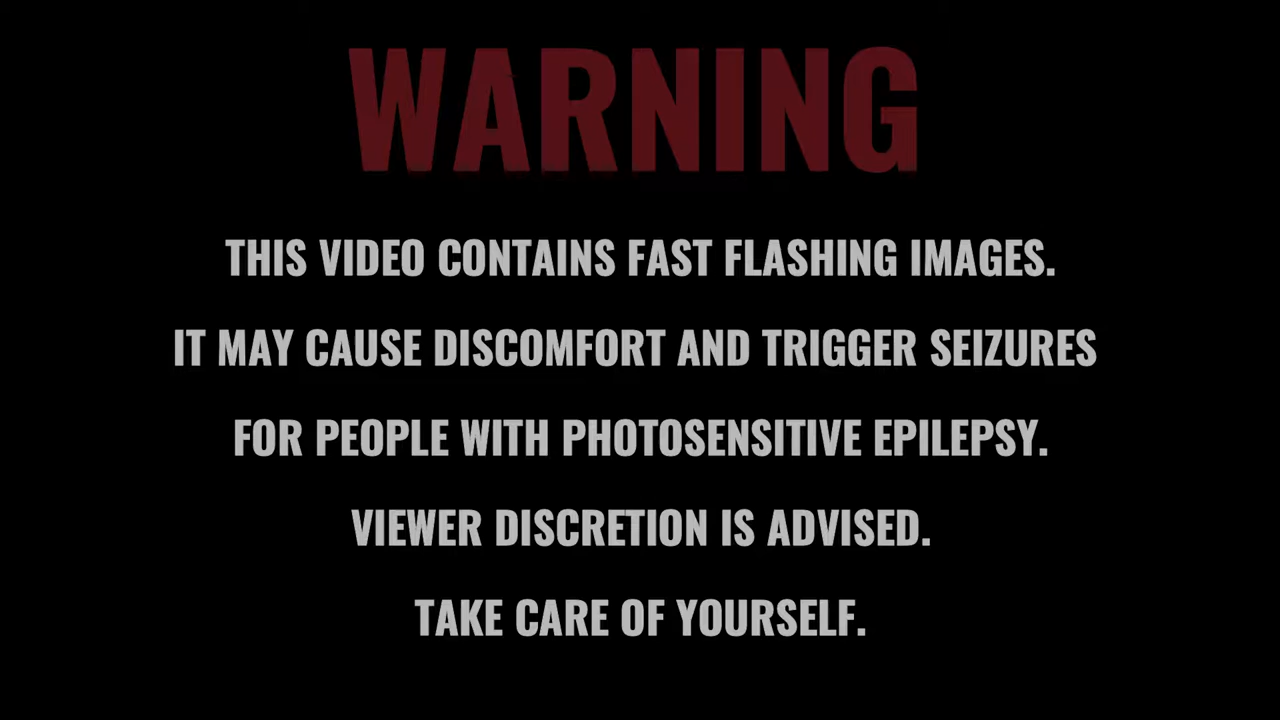 WARNING
THIS VIDEO CONTAINS FAST FLASHING IMAGES.
IT MAY CAUSE DISCOMFORT AND TRIGGER SEIZURES
FOR PEOPLE WITH PHOTOSENSITIVE EPILEPSY.
VIEWER DISCRETION IS ADVISED.
TAKE CARE OF YOURSELF.